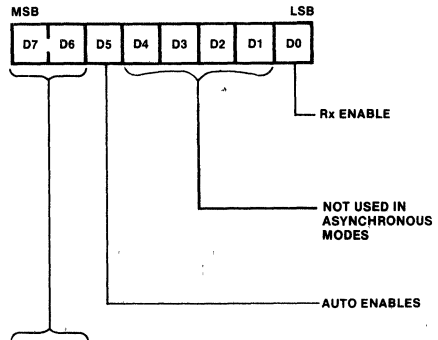 MSB LSB
D7 D6 D5 D4 D3 D2 D1 D0
Rx ENABLE
NOT USED IN
ASYNCHRONOUS
MODES
AUTO ENABLES